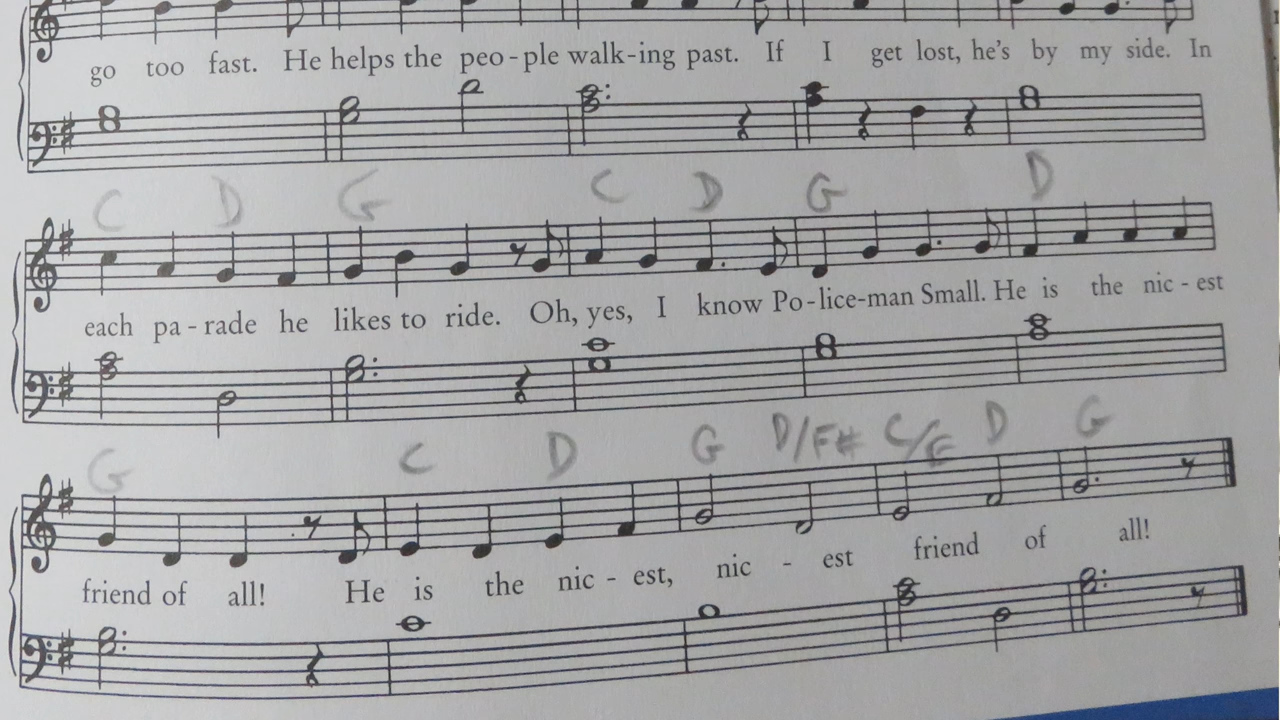 go too fast. He helps the peo - ple walk - ing past. If I get lost, he's by my side. In
C D G C D G D
each pa - rade he likes to ride. Oh, yes, I know Po - lice - man Small. He is the nic - est
G C D G D/F# C/E D G
friend of all! He is the nic - est, nic - est friend of all!